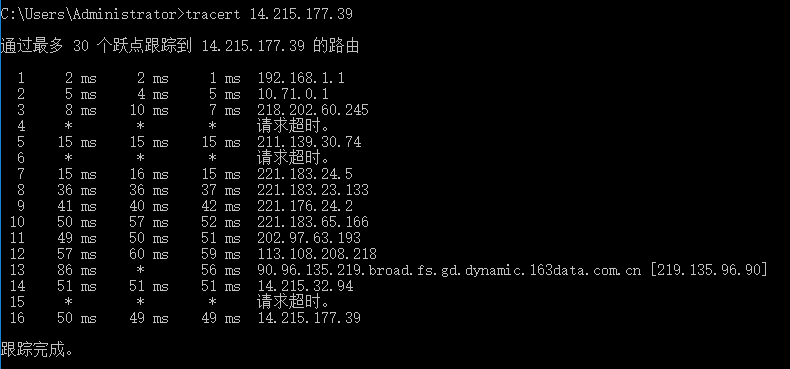 C:\Users\Administrator>tracert 14.215.177.39
通过最多 30 个跃点跟踪到 14.215.177.39 的路由
1 2 ms 2 ms 1 ms 192.168.1.1
2 5 ms 4 ms 5 ms 10.71.0.1
3 8 ms 10 ms 7 ms 218.202.60.245
4 * * * 请求超时。
5 15 ms 15 ms 15 ms 211.139.30.74
6 * * * 请求超时。
7 15 ms 16 ms 15 ms 221.183.24.5
8 36 ms 36 ms 37 ms 221.183.23.133
9 41 ms 40 ms 42 ms 221.176.24.2
10 50 ms 57 ms 52 ms 221.183.65.166
11 49 ms 50 ms 51 ms 202.97.63.193
12 57 ms 60 ms 59 ms 113.108.208.218
13 86 ms * 56 ms 90.96.135.219.broad.fs.gd.dynamic.163data.com.cn [219.135.96.90]
14 51 ms 51 ms 51 ms 14.215.32.94
15 * * * 请求超时。
16 50 ms 49 ms 49 ms 14.215.177.39
跟踪完成。